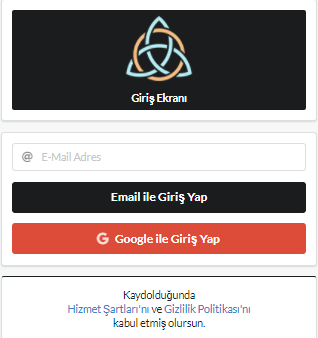 Giriş Ekranı
@ E-Mail Adres
Email ile Giriş Yap
G Google ile Giriş Yap
Kaydolduğunda
Hizmet Şartları'nı ve Gizlilik Politikası'nı
kabul etmiş olursun.